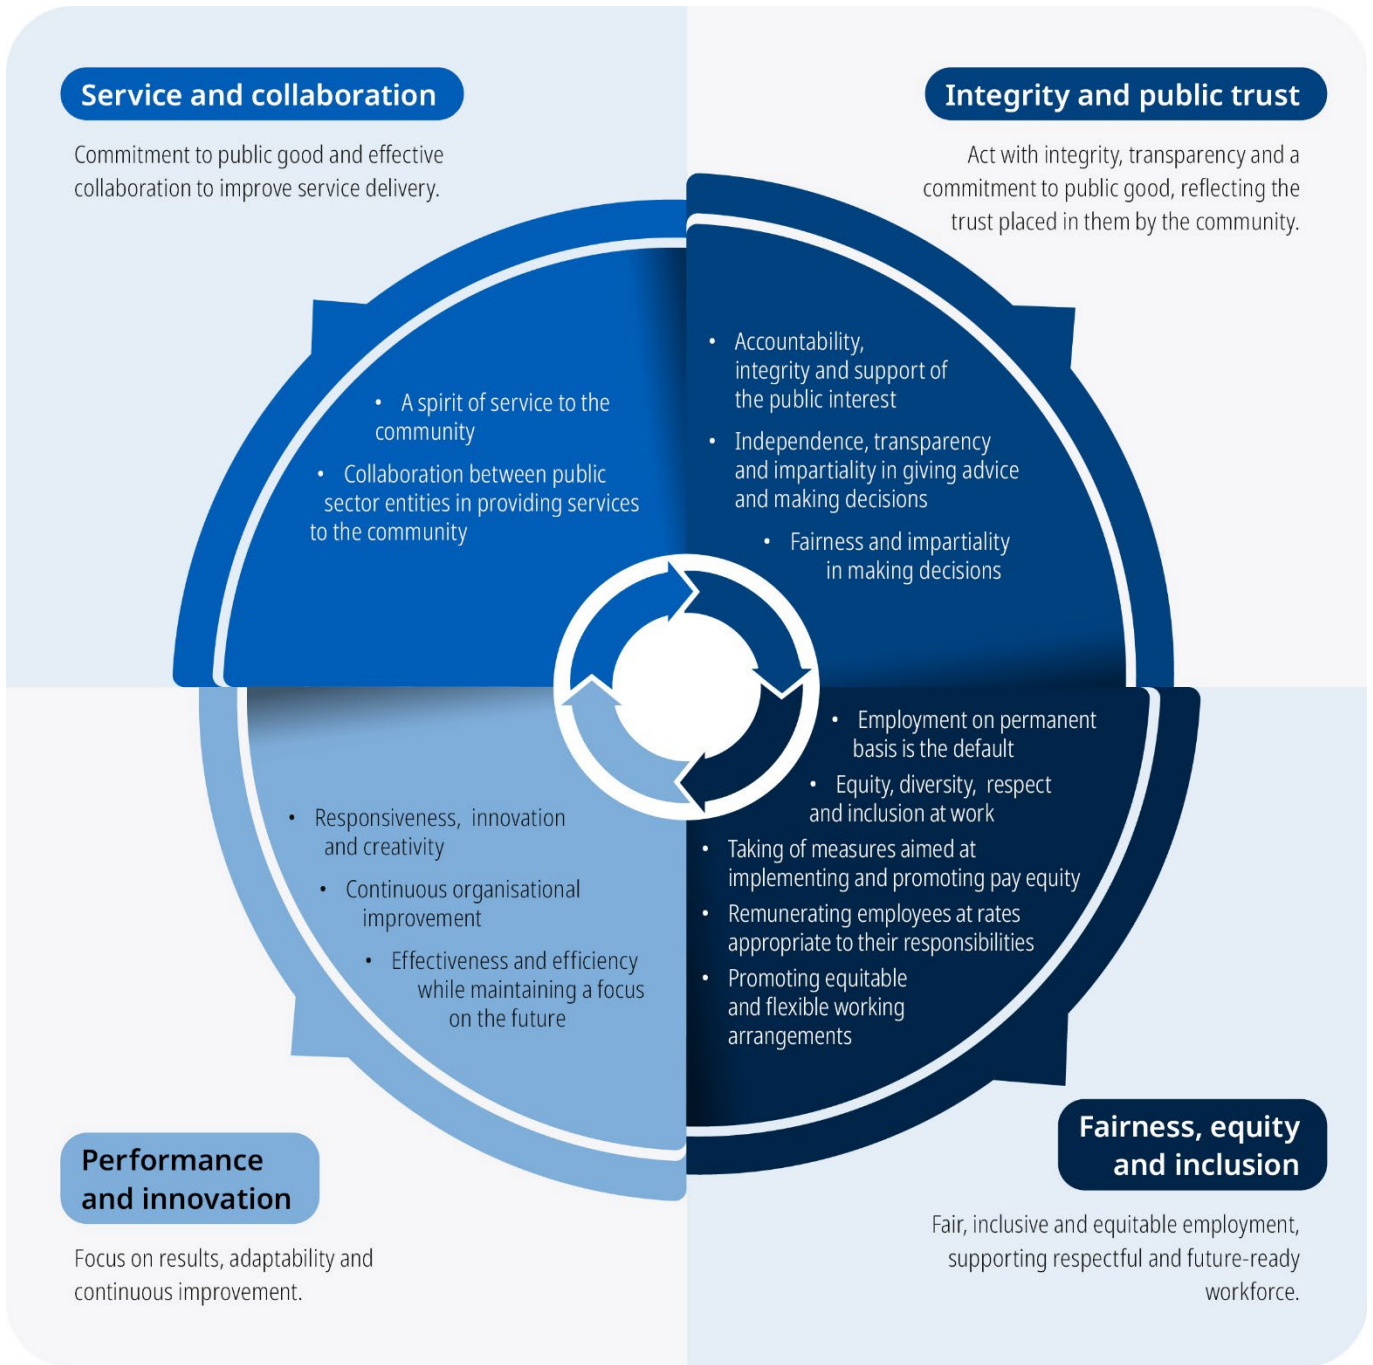 Service and collaboration
Commitment to public good and effective
collaboration to improve service delivery.
Integrity and public trust
Act with integrity, transparency and a
commitment to public good, reflecting the
trust placed in them by the community.
• A spirit of service to the
community
• Collaboration between public
sector entities in providing services
to the community
• Accountability,
integrity and support of
the public interest
• Independence, transparency
and impartiality in giving advice
and making decisions
• Fairness and impartiality
in making decisions
• Responsiveness, innovation
and creativity
• Continuous organisational
improvement
• Effectiveness and efficiency
while maintaining a focus
on the future
• Employment on permanent
basis is the default
• Equity, diversity, respect
and inclusion at work
• Taking of measures aimed at
implementing and promoting pay equity
• Remunerating employees at rates
appropriate to their responsibilities
• Promoting equitable
and flexible working
arrangements
Performance
and innovation
Focus on results, adaptability and
continuous improvement.
Fairness, equity
and inclusion
Fair, inclusive and equitable employment,
supporting respectful and future-ready
workforce.